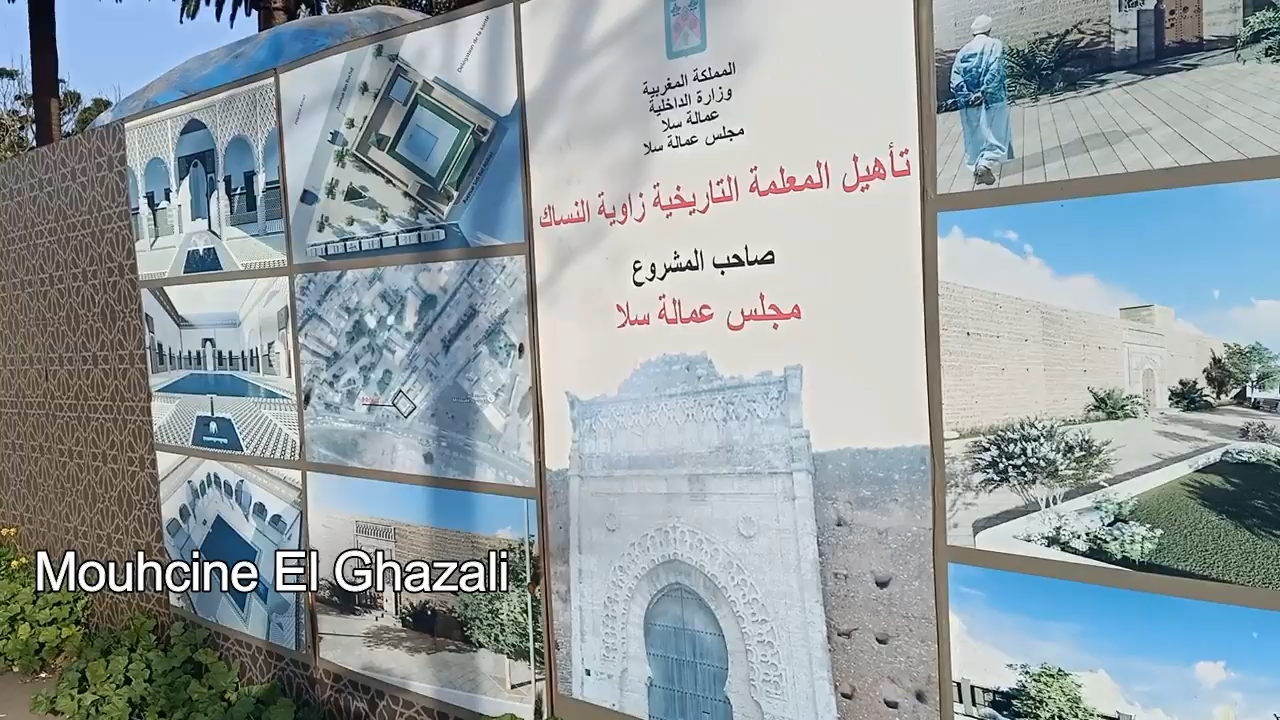 المملكة المغربية
وزارة الداخلية
عمالة سلا
مجلس عمالة سلا
تأهيل المعلمة التاريخية زاوية النساك
صاحب المشروع
مجلس عمالة سلا
Mouhcine El Ghazali